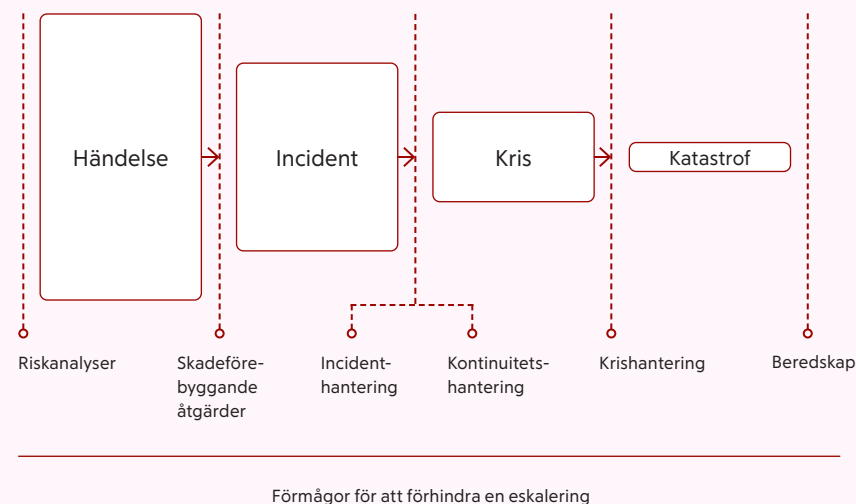 Händelse
Incident
Kris
Katastrof
Riskanalyser
Skadeföre-
byggande
åtgärder
Incident-
hantering
Kontinuitets-
hantering
Krishantering
Beredskap
Förmågor för att förhindra en eskalering